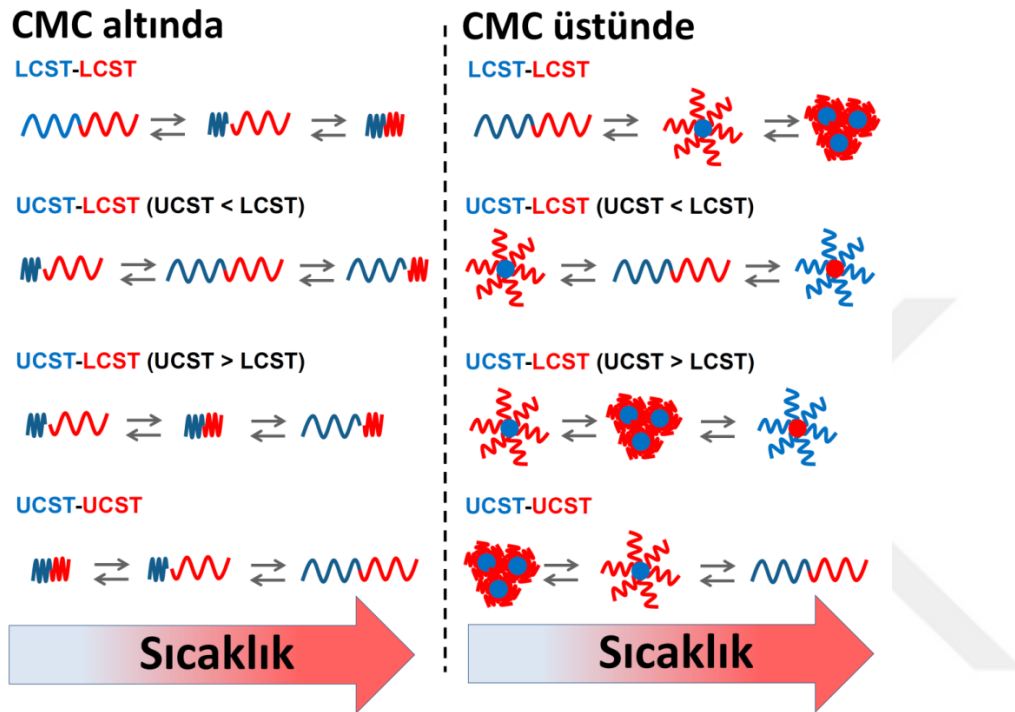 CMC altında
LCST-LCST
UCST-LCST (UCST < LCST)
UCST-LCST (UCST > LCST)
UCST-UCST
Sıcaklık
CMC üstünde
LCST-LCST
UCST-LCST (UCST < LCST)
UCST-LCST (UCST > LCST)
UCST-UCST
Sıcaklık